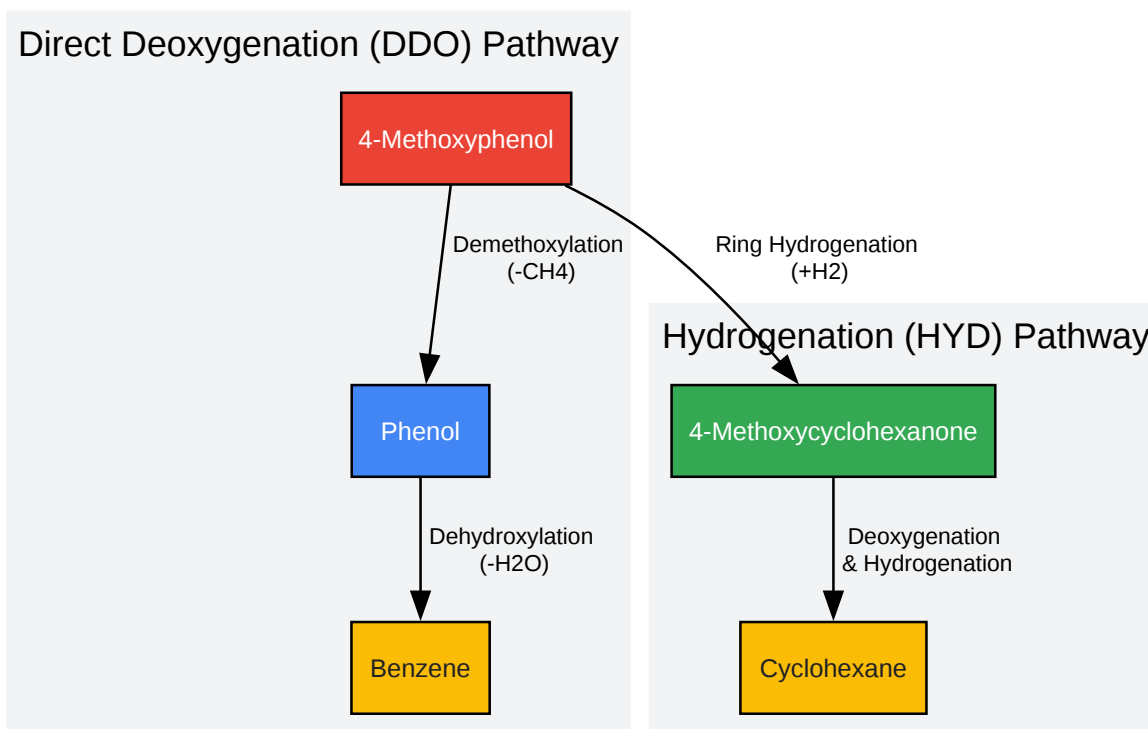 Direct Deoxygenation (DDO) Pathway
4-Methoxyphenol
Demethoxylation
(-CH4)
Ring Hydrogenation
(+H2)
Hydrogenation (HYD) Pathway
Phenol
4-Methoxycyclohexanone
Dehydroxylation
(-H2O)
Deoxygenation
& Hydrogenation
Benzene
Cyclohexane